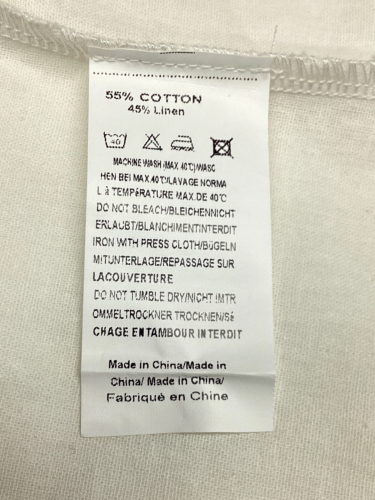 55% COTTON
45% Linen
40
MACHINE WASH (MAX. 40℃)/WASC
HEN BEI MAX.40℃/LAVAGE NORMA
L à TEMPÉRATURE MAX.DE 40℃
DO NOT BLEACH/BLEICHENNICHT
ERLAUBT/BLANCHIMENTINTERDIT
IRON WITH PRESS CLOTH/BÜGELN
MITUNTERLAGE/REPASSAGE SUR
LACOUVERTURE
DO NOT TUMBLE DRY/NICHT IMTR
OMMELTROCKNER TROCKNEN/Sé
CHAGE EN TAMBOUR INTERDIT
Made in China/Made in
China/ Made in China/
Fabriquè en Chine